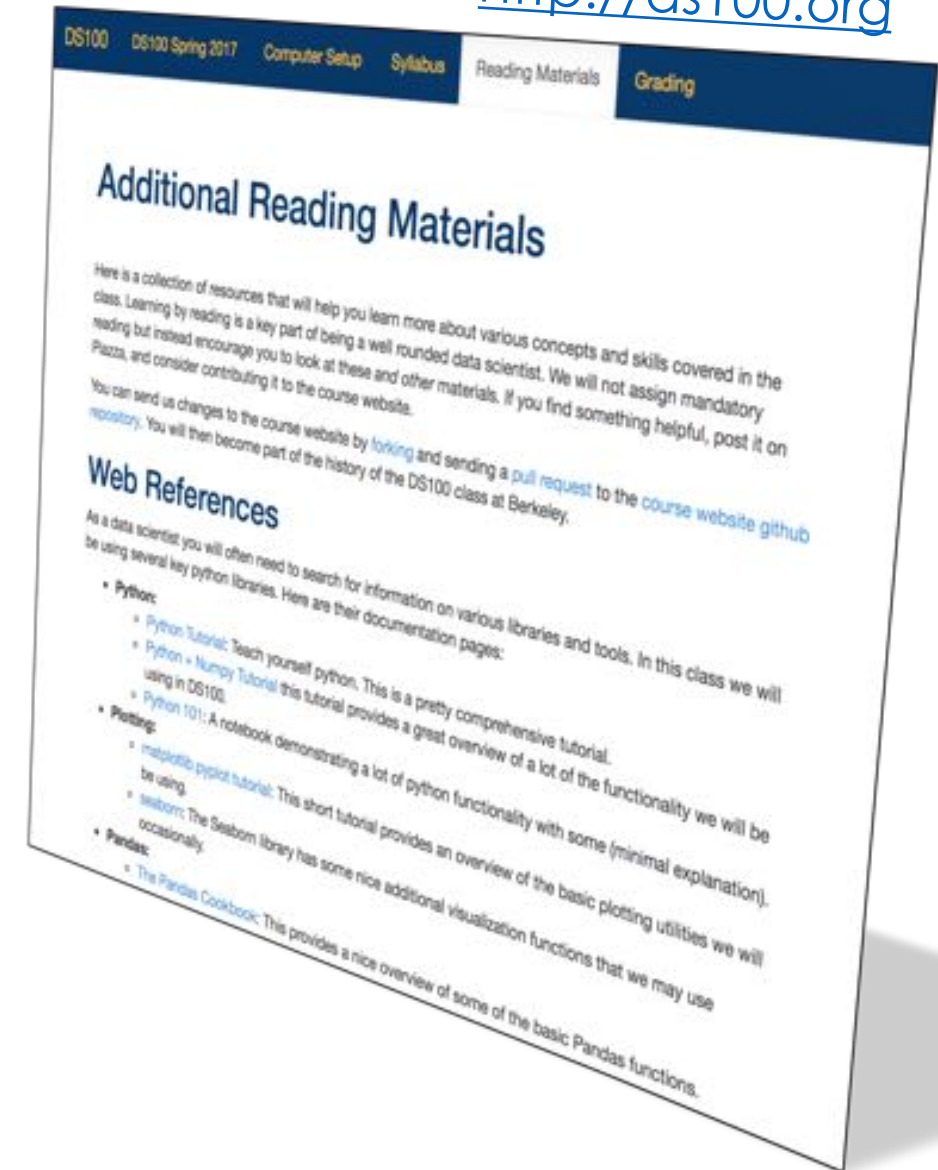 http://ds100.org
DS100 DS100 Spring 2017 Computer Setup Syllabus Reading Materials Grading
Additional Reading Materials
Here is a collection of resources that will help you learn more about various concepts and skills covered in the
class. Learning by reading is a key part of being a well rounded data scientist. We will not assign mandatory
reading but instead encourage you to look at these and other materials. If you find something helpful, post it on
Piazza, and consider contributing it to the course website.
You can send us changes to the course website by forking and sending a pull request to the course website github
repository. You will then become part of the history of the DS100 class at Berkeley.
Web References
As a data scientist you will often need to search for information on various libraries and tools. In this class we will
be using several key python libraries. Here are their documentation pages:
• Python:
◦ Python Tutorial: Teach yourself python. This is a pretty comprehensive tutorial.
◦ Python + Numpy Tutorial this tutorial provides a great overview of a lot of the functionality we will be
using in DS100.
◦ Python 101: A notebook demonstrating a lot of python functionality with some (minimal explanation).
• Plotting:
◦ matplotlib.pyplot tutorial: This short tutorial provides an overview of the basic plotting utilities we will
be using.
◦ seaborn: The Seaborn library has some nice additional visualization functions that we may use
occasionally.
• Pandas:
◦ The Pandas Cookbook: This provides a nice overview of some of the basic Pandas functions.